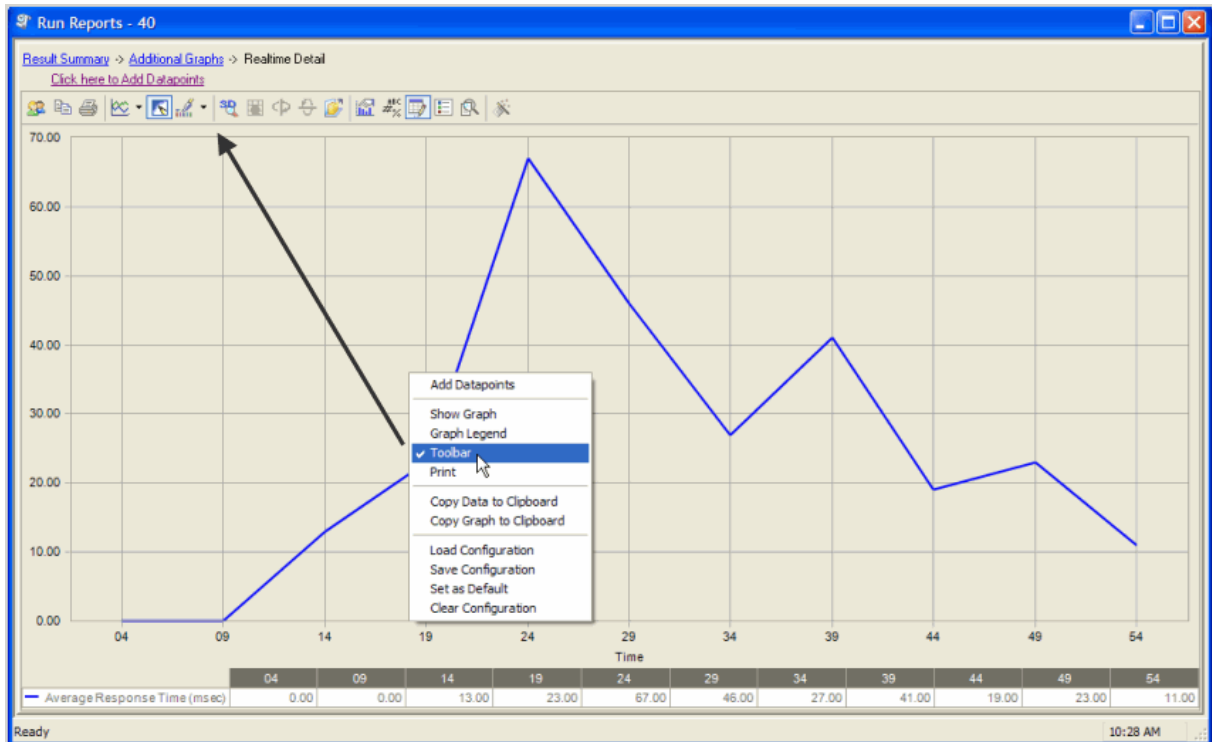 Run Reports - 40
Result Summary -> Additional Graphs -> Realtime Detail
Click here to Add Datapoints
70.00
60.00
50.00
40.00
30.00
20.00
10.00
0.00
Add Datapoints
Show Graph
Graph Legend
Toolbar
Print
Copy Data to Clipboard
Copy Graph to Clipboard
Load Configuration
Save Configuration
Set as Default
Clear Configuration
04 09 14 19 24 29 34 39 44 49 54
Time
04 09 14 19 24 29 34 39 44 49 54
Average Response Time (msec) 0.00 0.00 13.00 23.00 67.00 46.00 27.00 41.00 19.00 23.00 11.00
Ready 10:28 AM